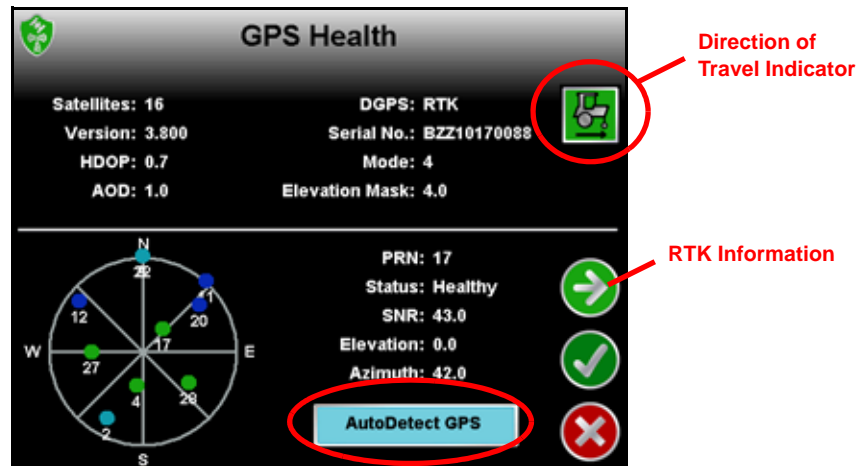 GPS Health
Direction of
Travel Indicator
Satellites: 16
DGPS: RTK
Version: 3.800
Serial No.: BZZ10170088
HDOP: 0.7
Mode: 4
AOD: 1.0
Elevation Mask: 4.0
N
PRN: 17
RTK Information
Status: Healthy
12
20
SNR: 43.0
W
27
17
E
Elevation: 0.0
Azimuth: 42.0
4
28
2
AutoDetect GPS
S